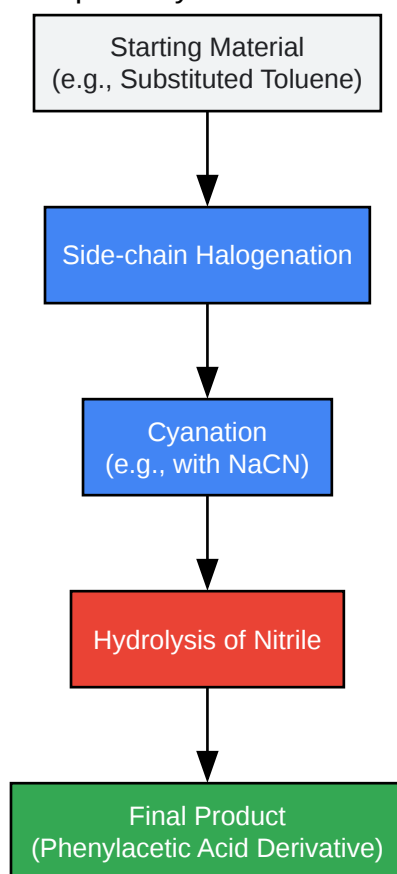 Starting Material
(e.g., Substituted Toluene)
Side-chain Halogenation
Cyanation
(e.g., with NaCN)
Hydrolysis of Nitrile
Final Product
(Phenylacetic Acid Derivative)